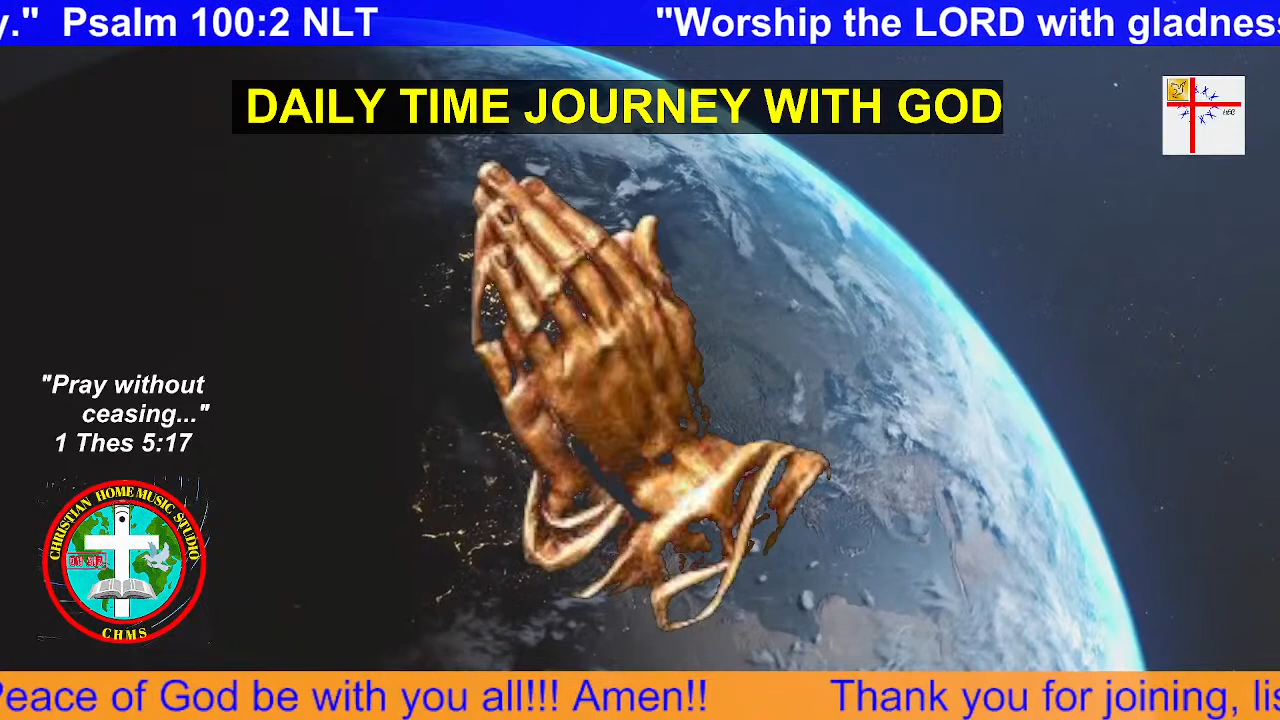 y."  Psalm 100:2 NLT
"Worship the LORD with gladness
DAILY TIME JOURNEY WITH GOD
"Pray without
ceasing..."
1 Thes 5:17
CHRISTIAN HOME MUSIC STUDIO
CHMS
Peace of God be with you all!!! Amen!!
Thank you for joining, lis